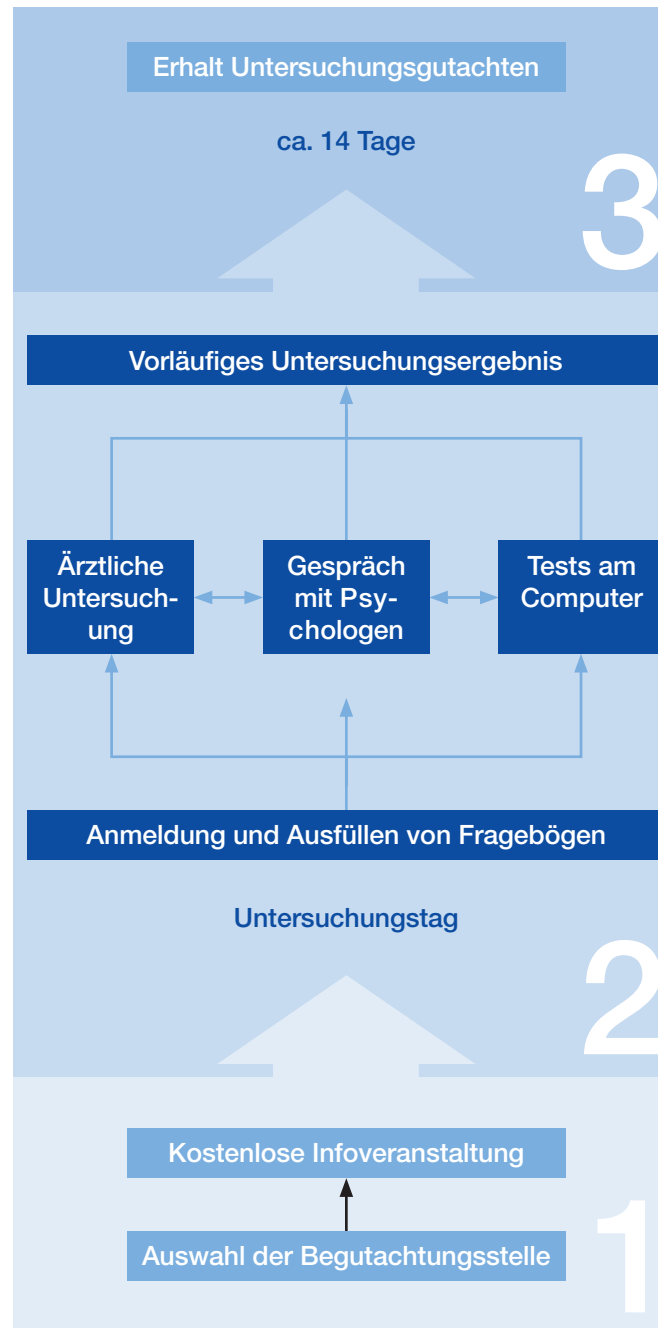 Erhalt Untersuchungsgutachten
ca. 14 Tage
3
Vorläufiges Untersuchungsergebnis
Ärztliche
Untersuch-
ung
Gespräch
mit Psy-
chologen
Tests am
Computer
Anmeldung und Ausfüllen von Fragebögen
Untersuchungstag
2
Kostenlose Infoveranstaltung
Auswahl der Begutachtungsstelle
1